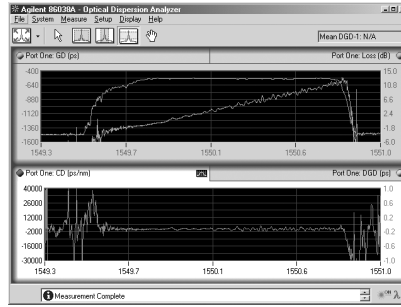 Agilent 86038A - Optical Dispersion Analyzer
File System Measure Setup Display Help
Mean DGD-1: N/A
Port One: GD (ps) Port One: Loss (dB)
-400 15.0
-640 10.8
-880 6.6
-1120 2.4
-1360 -1.8
-1600 -6.0
1549.3 1549.7 1550.1 1550.6 1551.0
Port One: CD (ps/nm) Port One: DGD (ps)
40000 1.0
26000 0.6
12000 0.2
-2000 -0.2
-16000 -0.6
-30000 -1.0
1549.3 1549.7 1550.1 1550.6 1551.0
Measurement Complete
Off λ